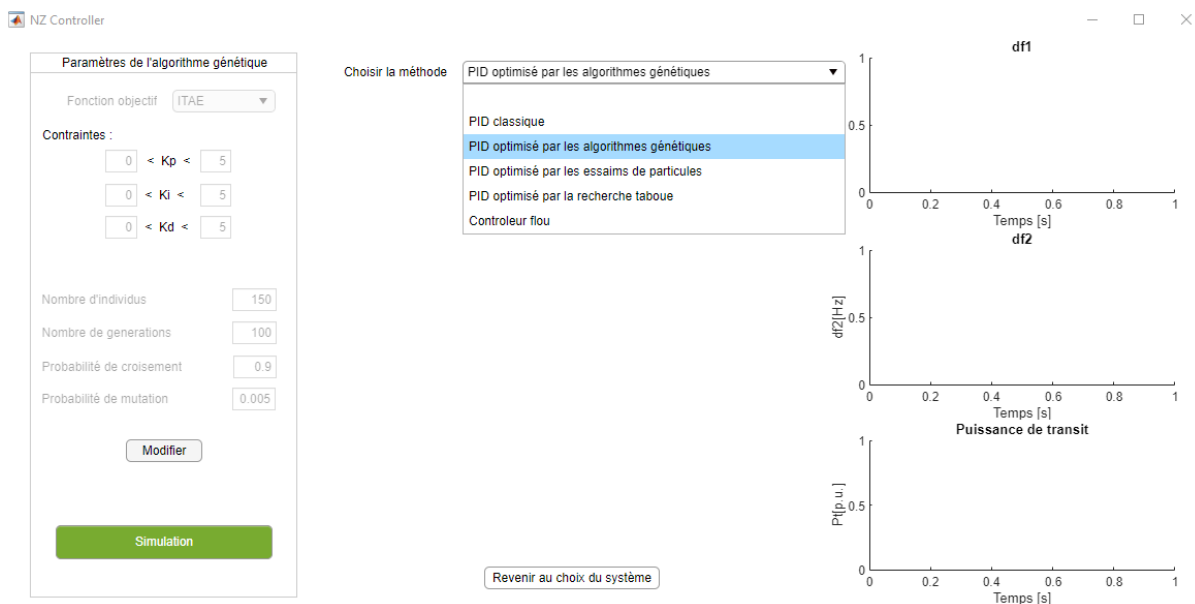 NZ Controller
Paramètres de l'algorithme génétique
Fonction objectif ITAE
Contraintes :
0 < Kp < 5
0 < Ki < 5
0 < Kd < 5
Nombre d'individus 150
Nombre de generations 100
Probabilité de croisement 0.9
Probabilité de mutation 0.005
Modifier
Simulation
Choisir la méthode PID optimisé par les algorithmes génétiques
PID classique
PID optimisé par les algorithmes génétiques
PID optimisé par les essaims de particules
PID optimisé par la recherche taboue
Controleur flou
Revenir au choix du système
df1
1
0.5
0
0 0.2 0.4 0.6 0.8 1
Temps [s]
df2
df2[Hz]
1
0.5
0
0 0.2 0.4 0.6 0.8 1
Temps [s]
Puissance de transit
Pt[p.u.]
1
0.5
0
0 0.2 0.4 0.6 0.8 1
Temps [s]